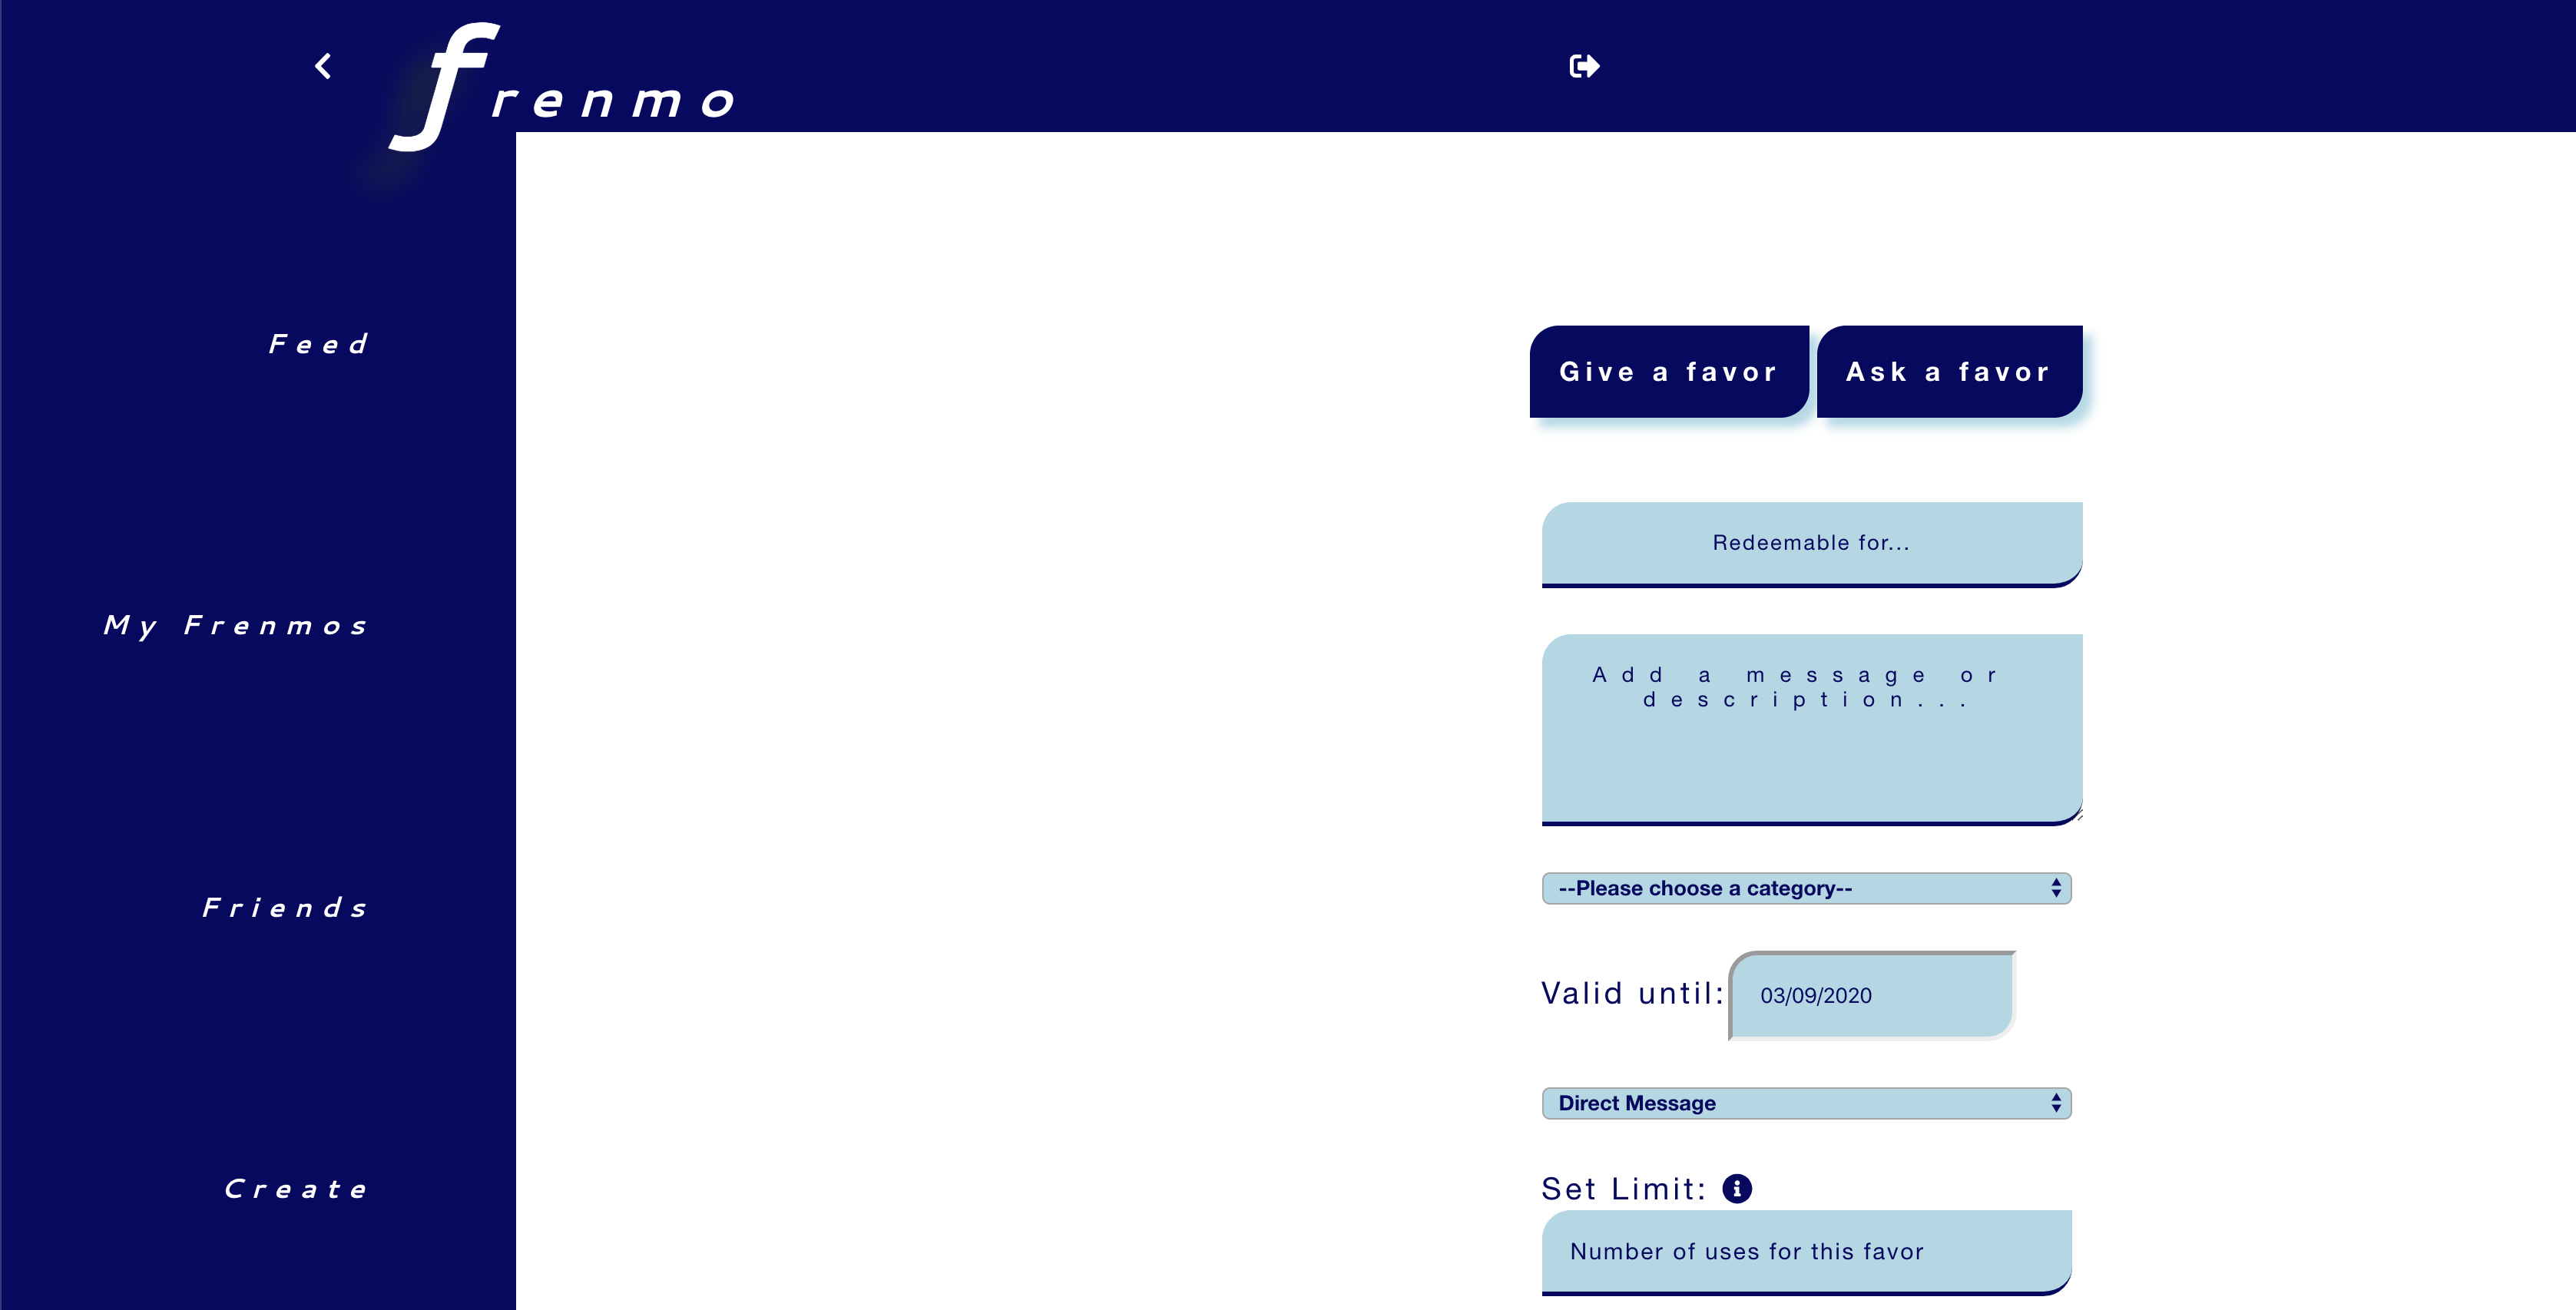 frenmo
Feed
My Frenmos
Friends
Create
Give a favor
Ask a favor
Redeemable for...
Add a message or
description...
--Please choose a category--
Valid until:
03/09/2020
Direct Message
Set Limit:
Number of uses for this favor